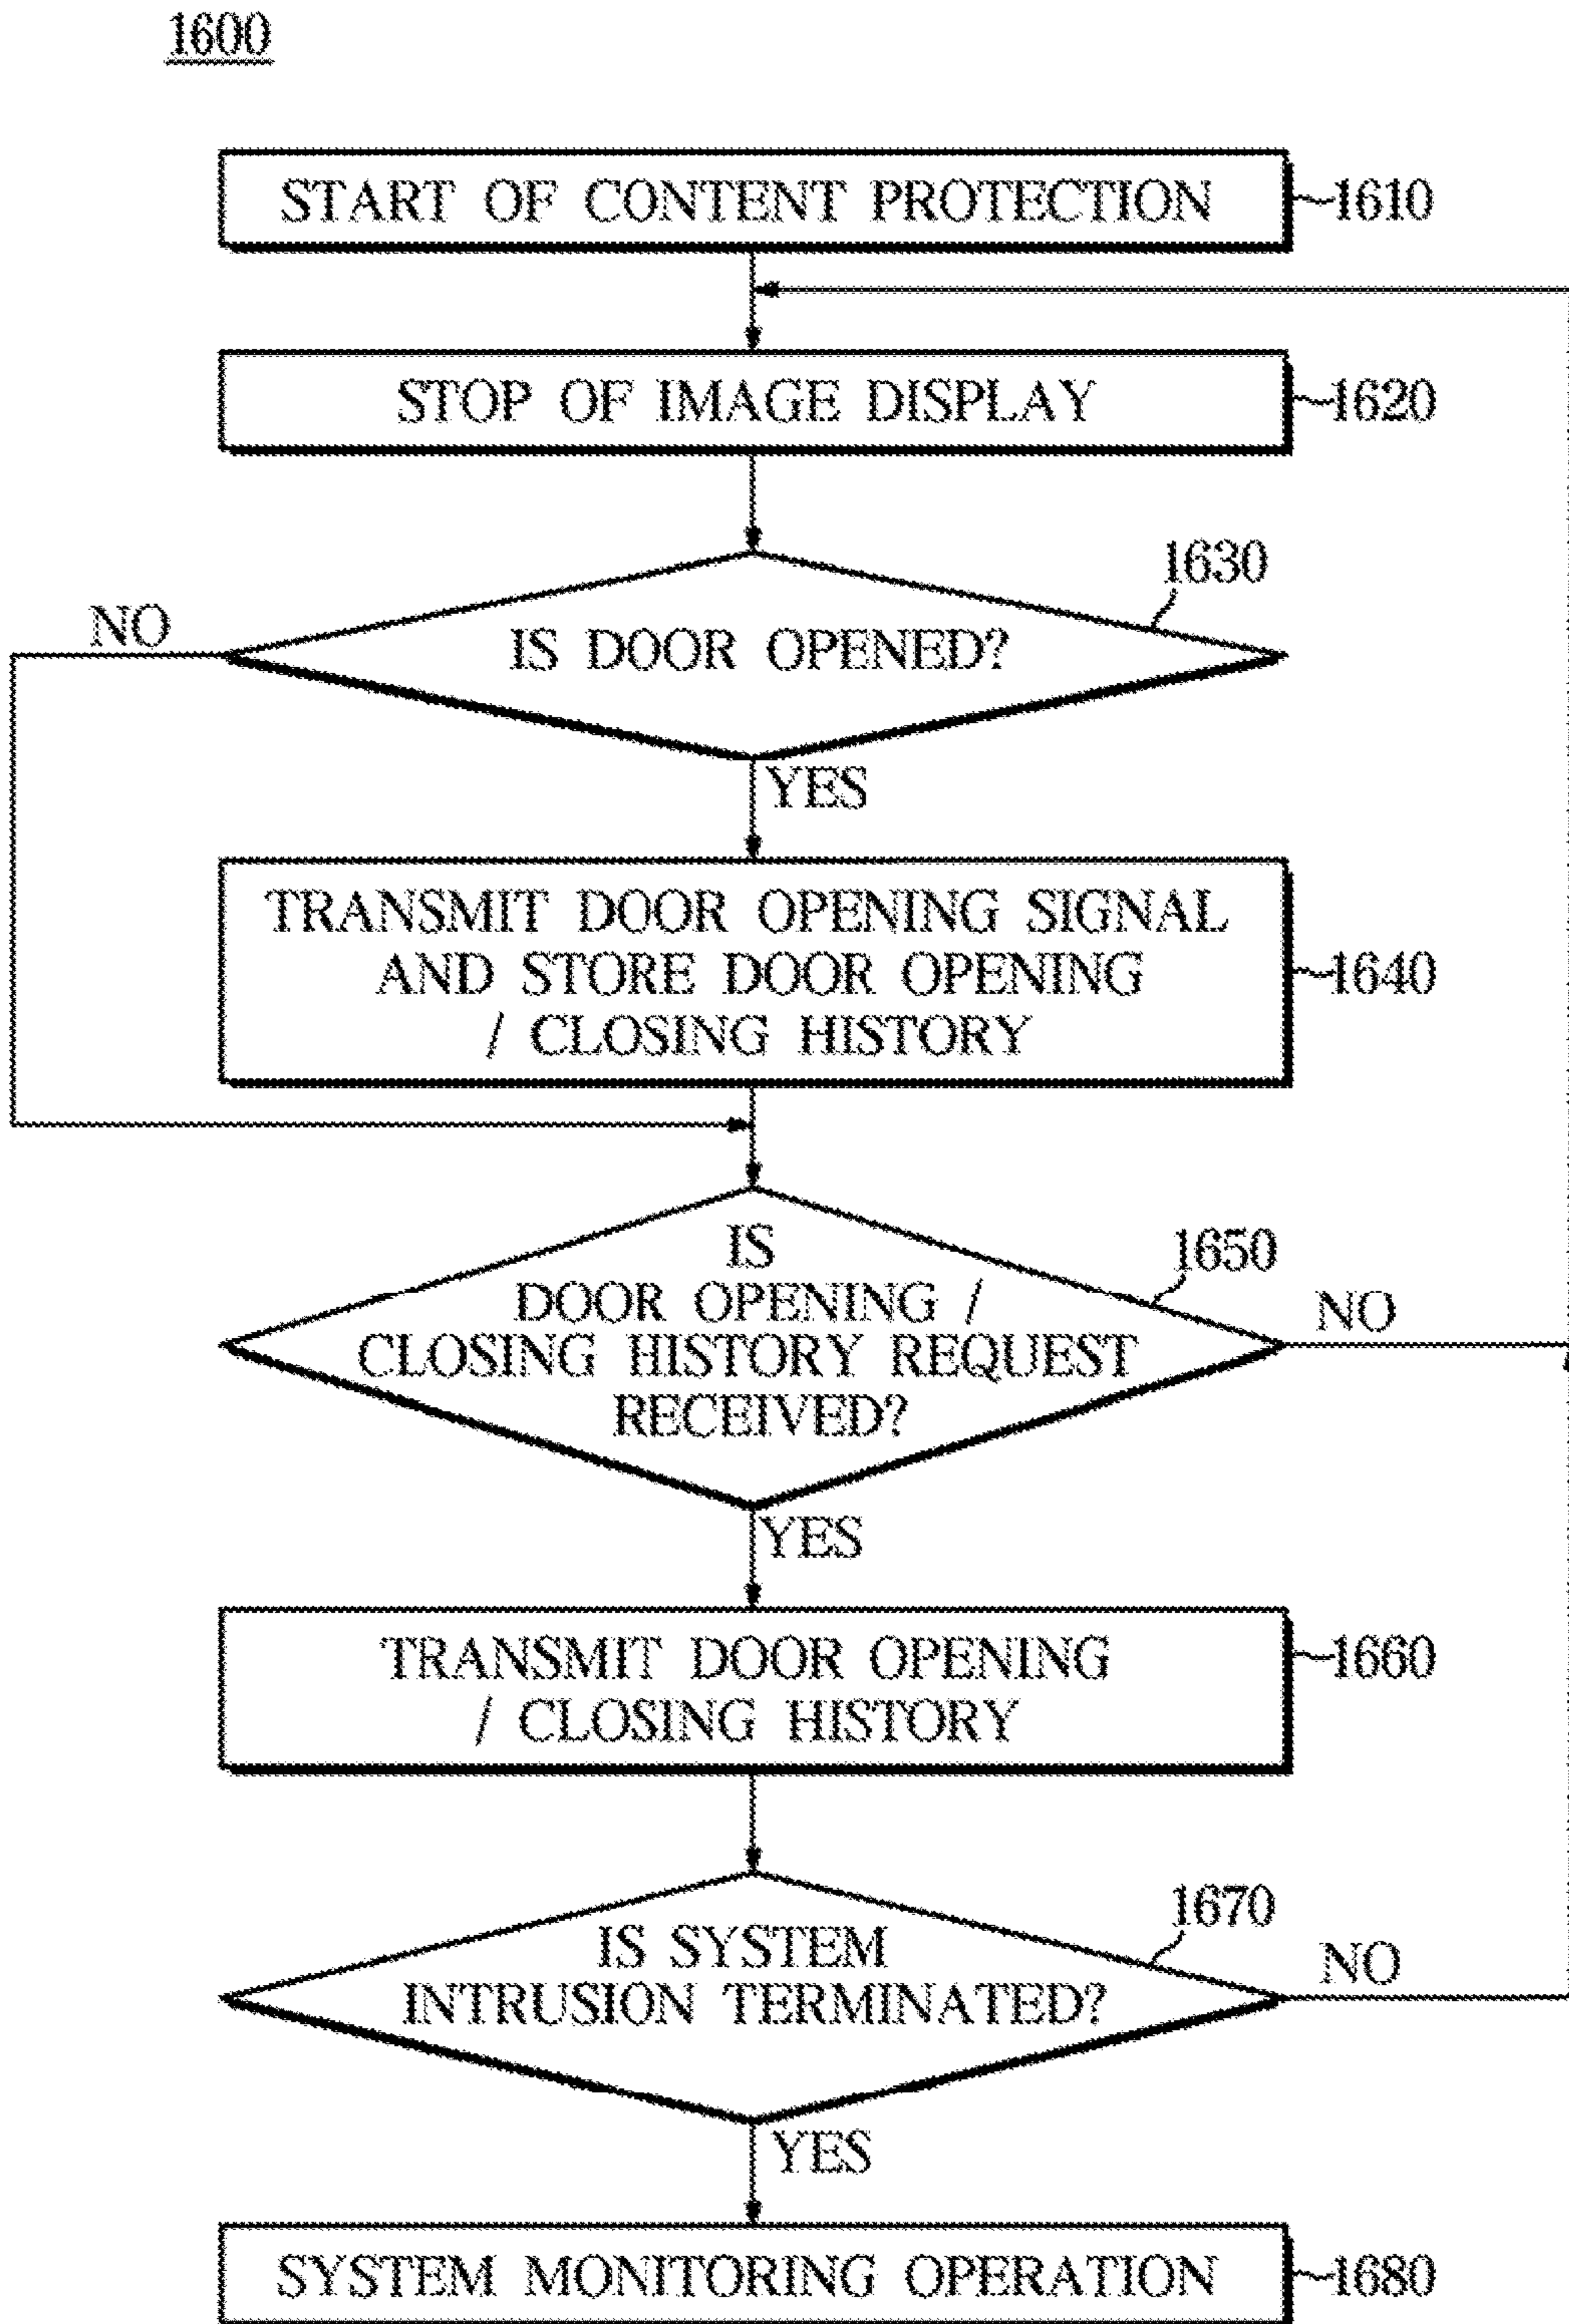 1600
START OF CONTENT PROTECTION
1610
STOP OF IMAGE DISPLAY
1620
1630
NO
IS DOOR OPENED?
YES
TRANSMIT DOOR OPENING SIGNAL
AND STORE DOOR OPENING
/ CLOSING HISTORY
1640
IS
1650
DOOR OPENING /
NO
CLOSING HISTORY REQUEST
RECEIVED?
YES
TRANSMIT DOOR OPENING
/ CLOSING HISTORY
1660
1670
IS SYSTEM
NO
INTRUSION TERMINATED?
YES
SYSTEM MONITORING OPERATION
1680